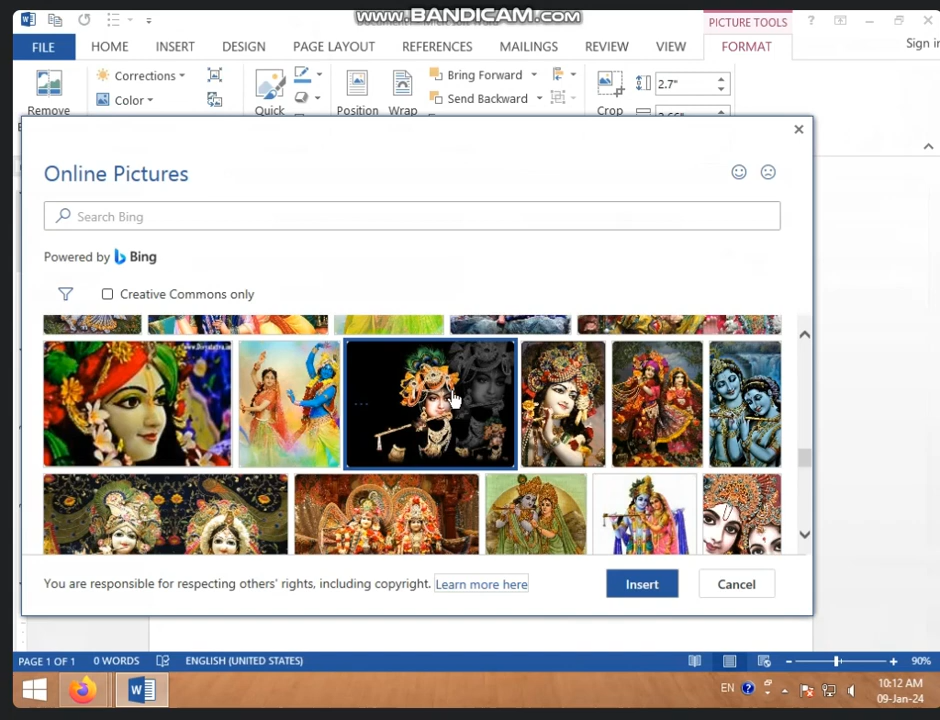 www.BANDICAM.com
PICTURE TOOLS
FILE
HOME
INSERT
DESIGN
PAGE LAYOUT
REFERENCES
MAILINGS
REVIEW
VIEW
FORMAT
Sign in
Corrections
Bring Forward
2.7"
Color
Send Backward
Remove
Quick
Position
Wrap
Crop
Online Pictures
Search Bing
Powered by Bing
Creative Commons only
You are responsible for respecting others' rights, including copyright. Learn more here
Insert
Cancel
PAGE 1 OF 1
0 WORDS
ENGLISH (UNITED STATES)
90%
EN
10:12 AM
09-Jan-24